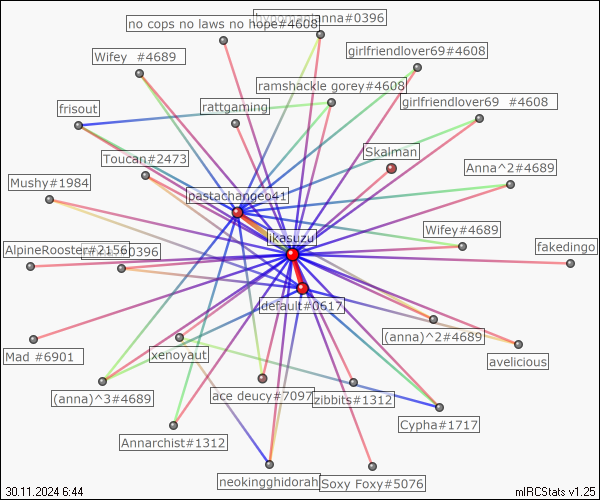 hypomanianna#0396
no cops no laws no hope#4608
girlfriendlover69#4608
Wifey  #4689
ramshackle gorey#4608
girlfriendlover69  #4608
frisout
rattgaming
Skalman
Toucan#2473
Anna^2#4689
Mushy#1984
pastachangeo41
Wifey#4689
ikasuzu
AlpineRooster#2156
#0396
fakedingo
default#0617
(anna)^2#4689
Mad #6901
xenoyaut
avelicious
(anna)^3#4689
ace deucy#7097
zibbits#1312
Cypha#1717
Annarchist#1312
neokingghidorah
Soxy Foxy#5076
30.11.2024 6:44
mIRCStats v1.25